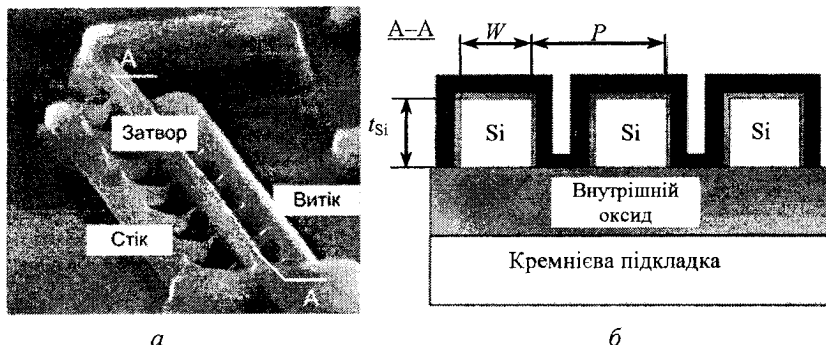 А
Затвор
Витік
Стік
А
а
А–А
W
P
tSi
Si
Si
Si
Внутрішній
оксид
Кремнієва підкладка
б